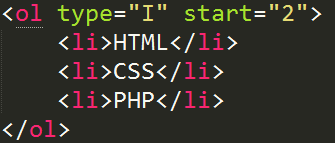 <ol type="I" start="2">
    <li>HTML</li>
    <li>CSS</li>
    <li>PHP</li>
</ol>